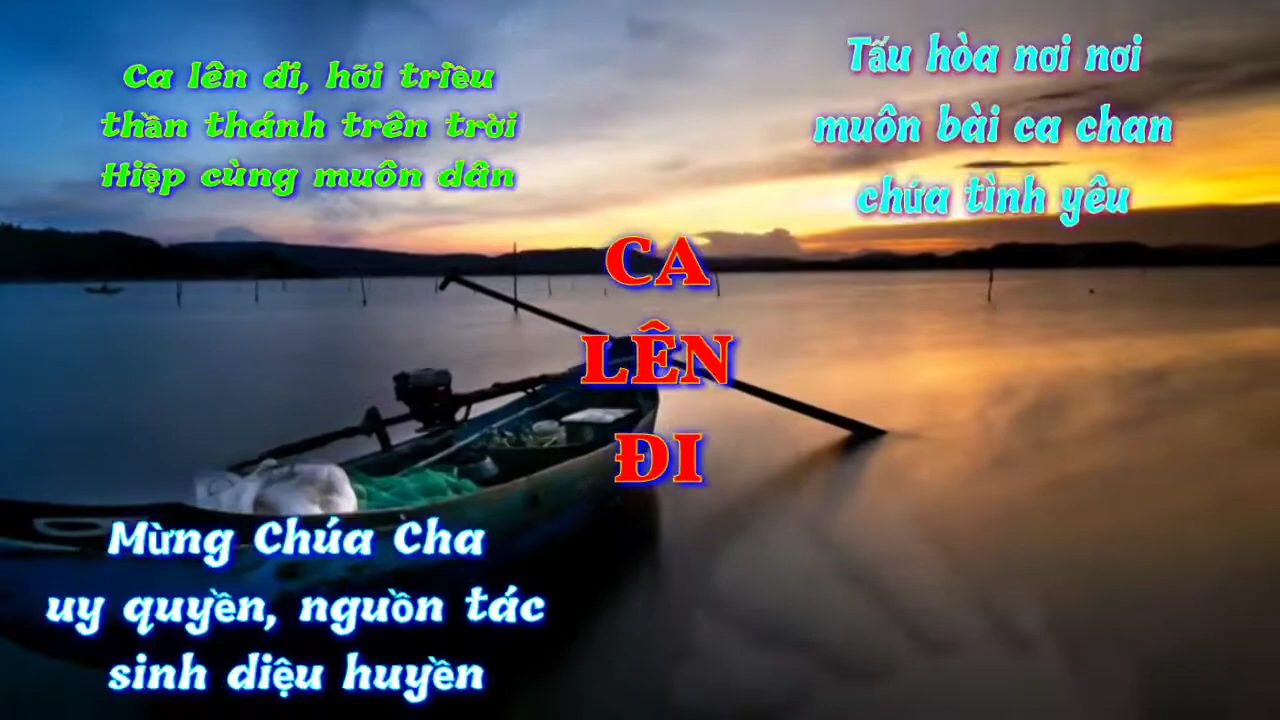 Ca lên đi, hỡi triều
thần thánh trên trời
Hiệp cùng muôn dân
Tấu hòa nơi nơi
muôn bài ca chan
chứa tình yêu
CA
LÊN
ĐI
Mừng Chúa Cha
uy quyền, nguồn tác
sinh diệu huyền